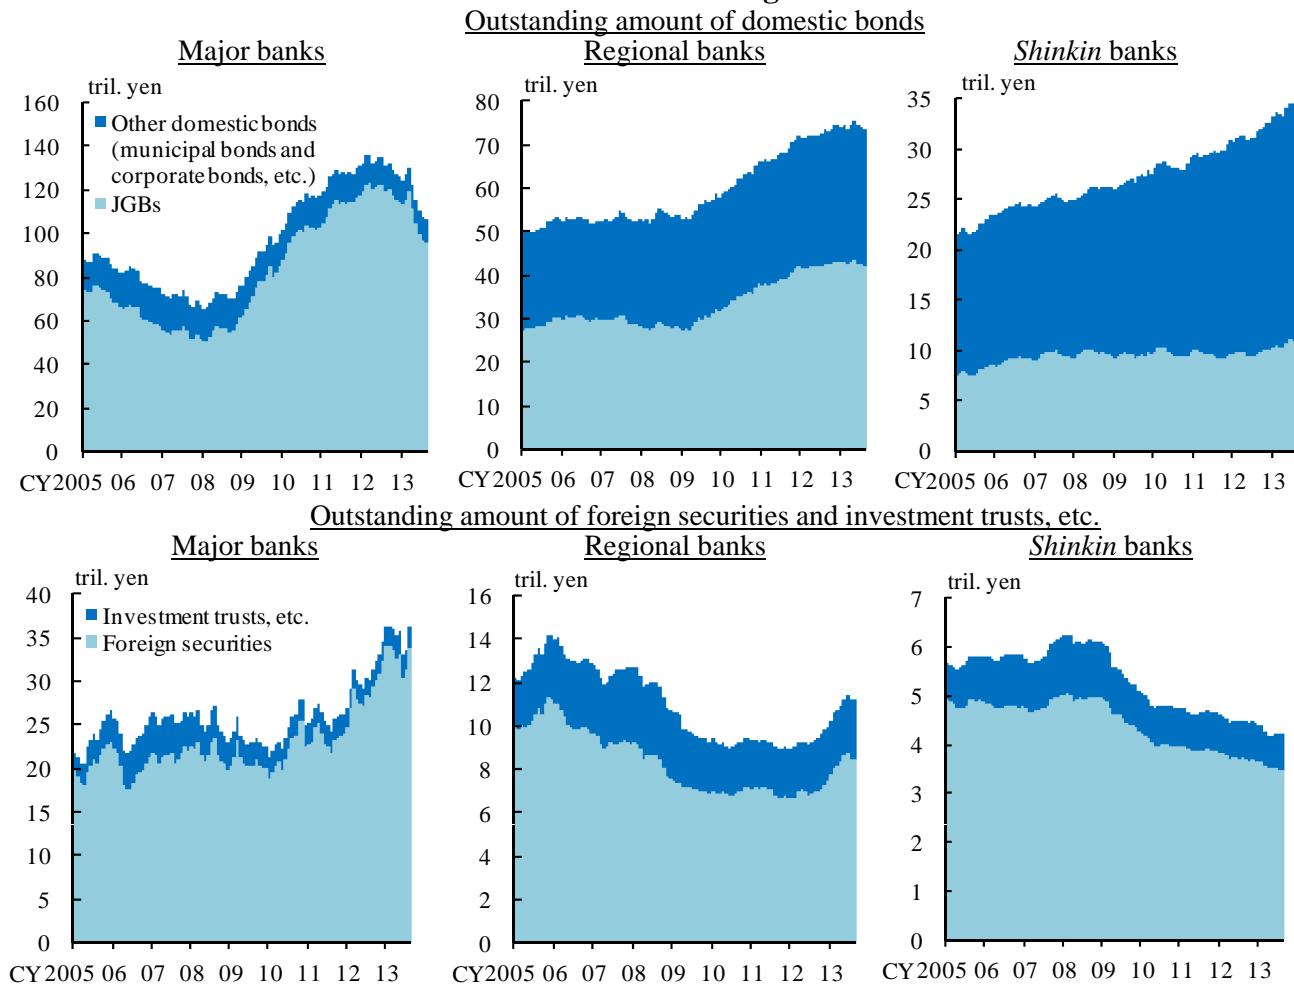 Outstanding amount of domestic bonds
Major banks
Regional banks
Shinkin banks
tril. yen
160
140
120
100
80
60
40
20
0
Other domestic bonds
(municipal bonds and
corporate bonds, etc.)
JGBs
CY2005 06 07 08 09 10 11 12 13
tril. yen
80
70
60
50
40
30
20
10
0
CY2005 06 07 08 09 10 11 12 13
tril. yen
35
30
25
20
15
10
5
0
CY2005 06 07 08 09 10 11 12 13
Outstanding amount of foreign securities and investment trusts, etc.
Major banks
Regional banks
Shinkin banks
tril. yen
40
35
30
25
20
15
10
5
0
Investment trusts, etc.
Foreign securities
CY2005 06 07 08 09 10 11 12 13
tril. yen
16
14
12
10
8
6
4
2
0
CY2005 06 07 08 09 10 11 12 13
tril. yen
7
6
5
4
3
2
1
0
CY2005 06 07 08 09 10 11 12 13